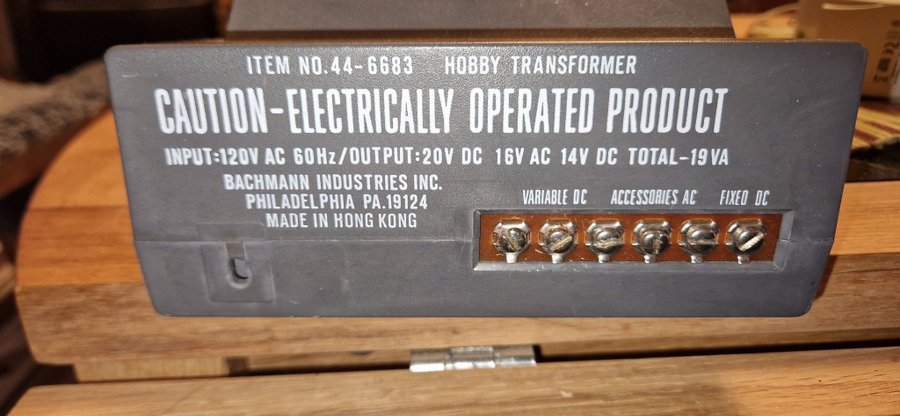 ITEM NO.44-6683 HOBBY TRANSFORMER
CAUTION-ELECTRICALLY OPERATED PRODUCT
INPUT:120V AC 60Hz/OUTPUT:20V DC 16V AC 14V DC TOTAL-19VA
BACHMANN INDUSTRIES INC.
PHILADELPHIA PA.19124
MADE IN HONG KONG
VARIABLE DC ACCESSORIES AC FIXED DC